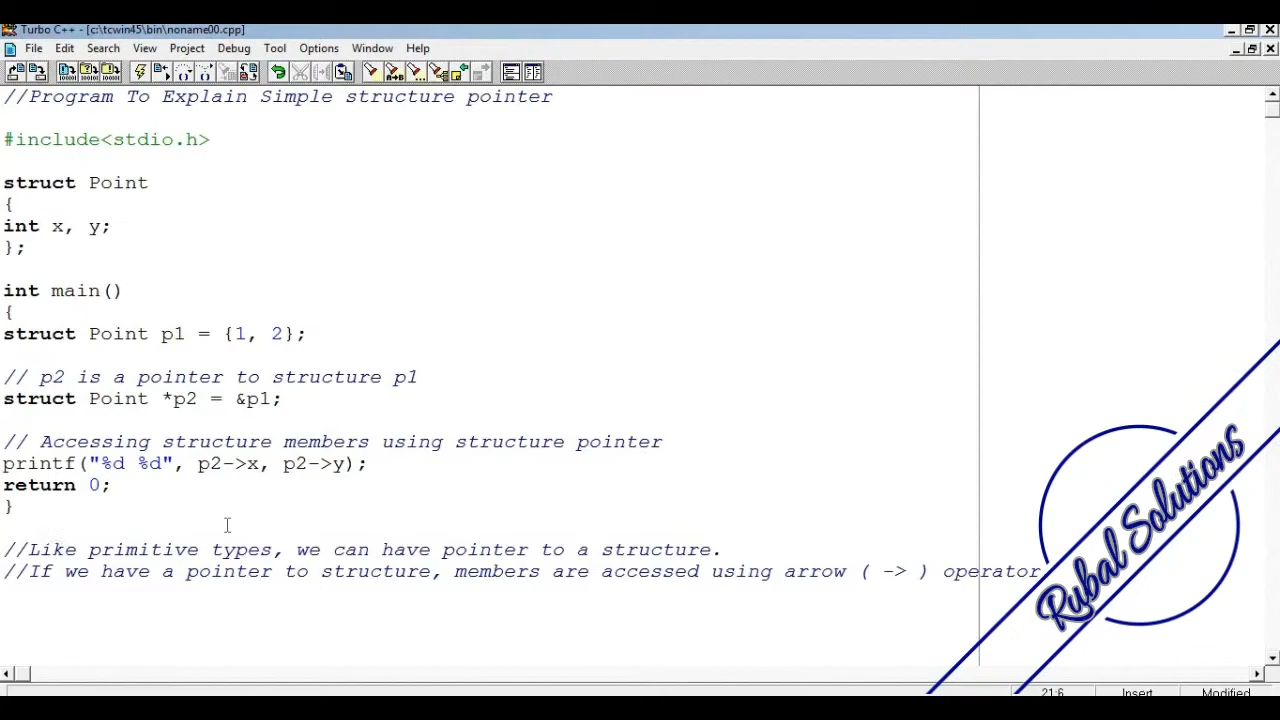 Turbo C++ - [c:\tcwin45\bin\noname00.cpp]
File Edit Search View Project Debug Tool Options Window Help
//Program To Explain Simple structure pointer
#include<stdio.h>
struct Point
{
int x, y;
};
int main()
{
struct Point p1 = {1, 2};
// p2 is a pointer to structure p1
struct Point *p2 = &p1;
// Accessing structure members using structure pointer
printf("%d %d", p2->x, p2->y);
return 0;
}
//Like primitive types, we can have pointer to a structure.
//If we have a pointer to structure, members are accessed using arrow ( -> ) operator
Rubal Solutions
21:6 Insert Modified